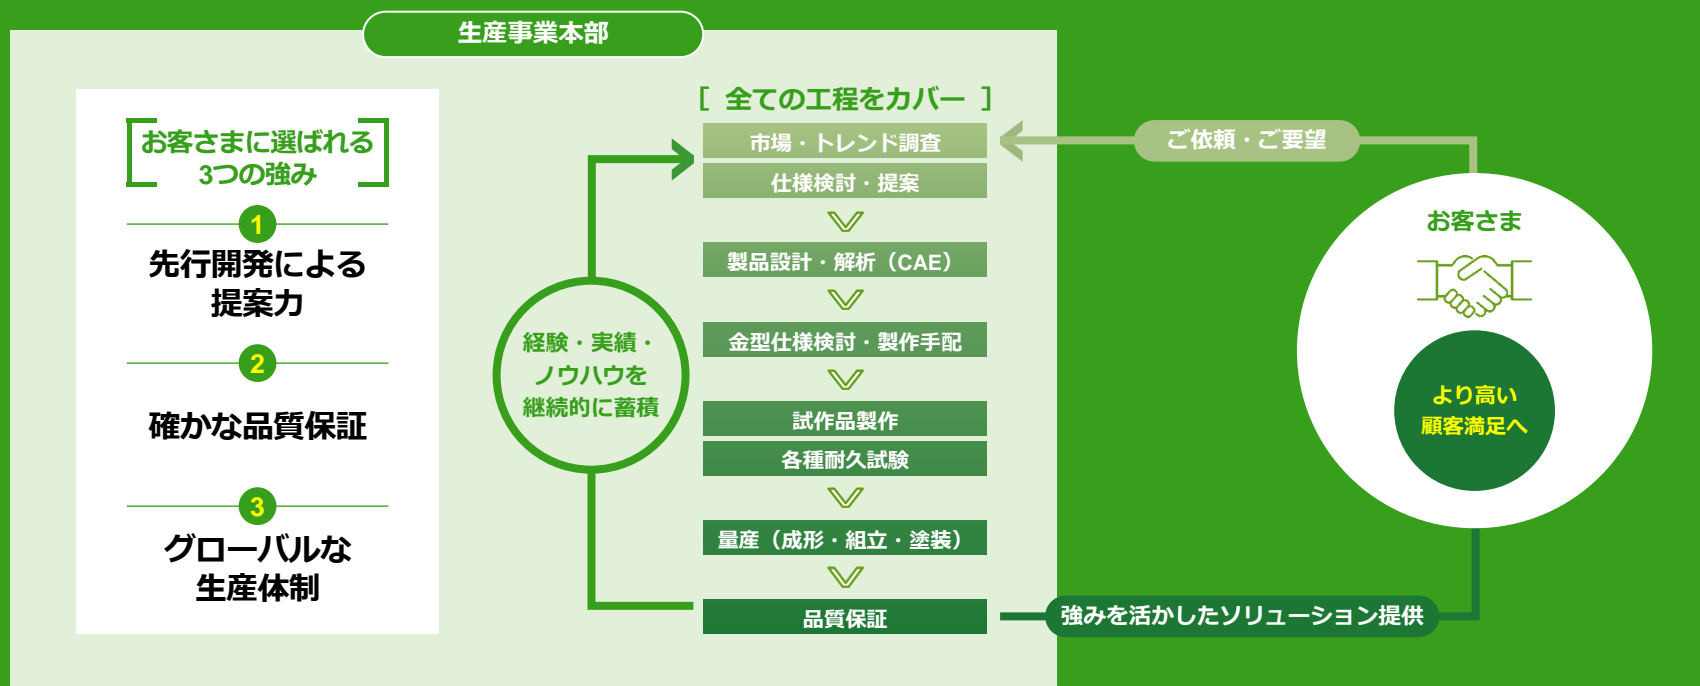 生産事業本部
お客さまに選ばれる
3つの強み
1
先行開発による
提案力
2
確かな品質保証
3
グローバルな
生産体制
経験・実績・
ノウハウを
継続的に蓄積
[ 全ての工程をカバー ]
市場・トレンド調査
仕様検討・提案
製品設計・解析（CAE）
金型仕様検討・製作手配
試作品製作
各種耐久試験
量産（成形・組立・塗装）
品質保証
ご依頼・ご要望
お客さま
より高い
顧客満足へ
強みを活かしたソリューション提供